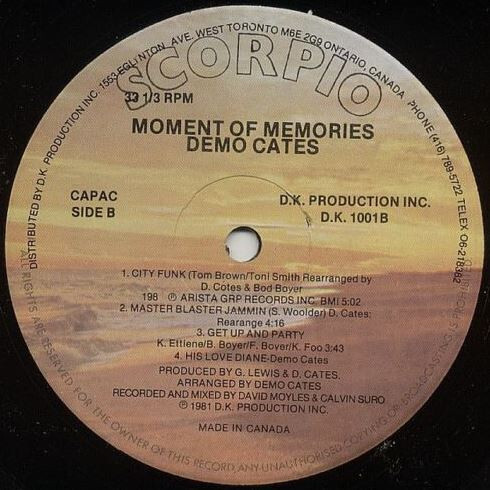 SCORPIO
DISTRIBUTED BY D.K. PRODUCTION INC. 1553 EGLINTON AVE. WEST TORONTO M6E 2G9 ONTARIO, CANADA PHONE (416) 789-5722 TELEX O6-218362
33 1/3 RPM
MOMENT OF MEMORIES
DEMO CATES
CAPAC
SIDE B
D.K. PRODUCTION INC.
D.K. 1001B
1. CITY FUNK (Tom Brown/Toni Smith Rearranged by
D. Cotes & Bod Boyer
198 ℗ ARISTA GRP RECORDS INC. BMI 5:02
2. MASTER BLASTER JAMMIN (S. Woolder) D. Cates:
Rearange 4:16
3. GET UP AND PARTY
K. Ettiene/B. Boyer/F. Bover/K. Foo 3:43
4. HIS LOVE DIANE-Demo Cates
PRODUCED BY G. LEWIS & D. CATES.
ARRANGED BY DEMO CATES
RECORDED AND MIXED BY DAVID MOYLES & CALVIN SURO
℗ 1981 D.K. PRODUCTION INC.
MADE IN CANADA
ALL RIGHTS ARE RESERVED FOR THE OWNER OF THIS RECORD, ANY UNAUTHORISED COPYING OR BROADCASTING IS PROHIBITED